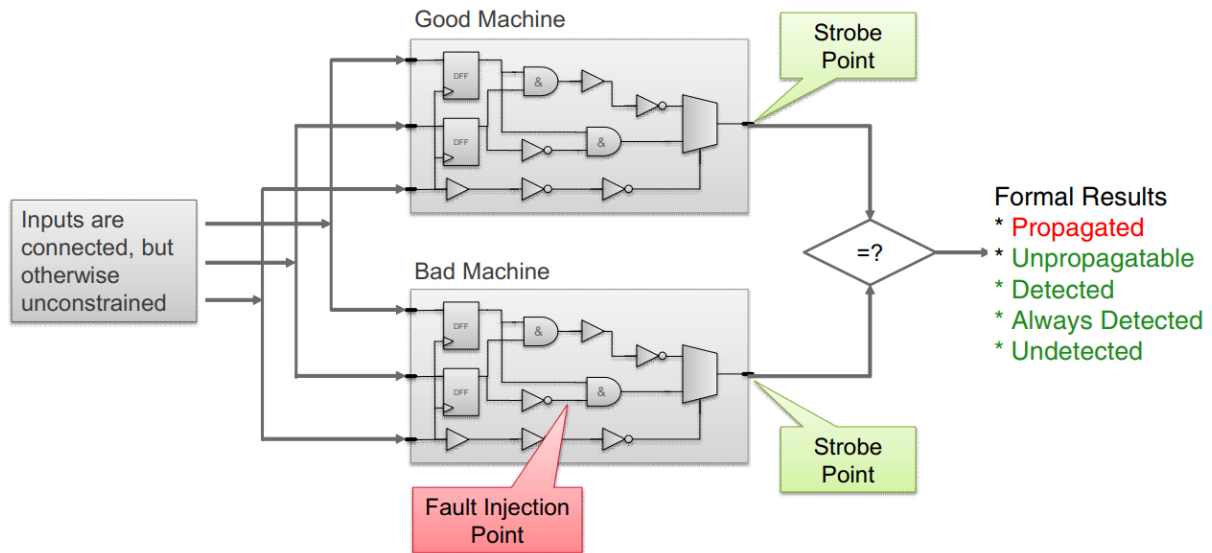 Good Machine
Strobe
Point
DFF
&
DFF
&
Inputs are
connected, but
otherwise
unconstrained
=?
Formal Results
* Propagated
* Unpropagatable
* Detected
* Always Detected
* Undetected
Bad Machine
DFF
&
DFF
&
Strobe
Point
Fault Injection
Point